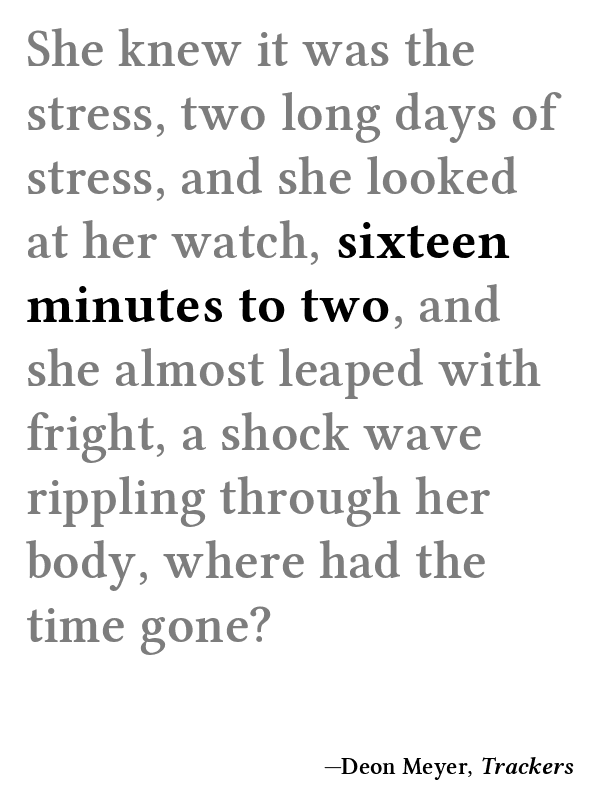 She knew it was the
stress, two long days of
stress, and she looked
at her watch, sixteen
minutes to two, and
she almost leaped with
fright, a shock wave
rippling through her
body, where had the
time gone?
—Deon Meyer, Trackers